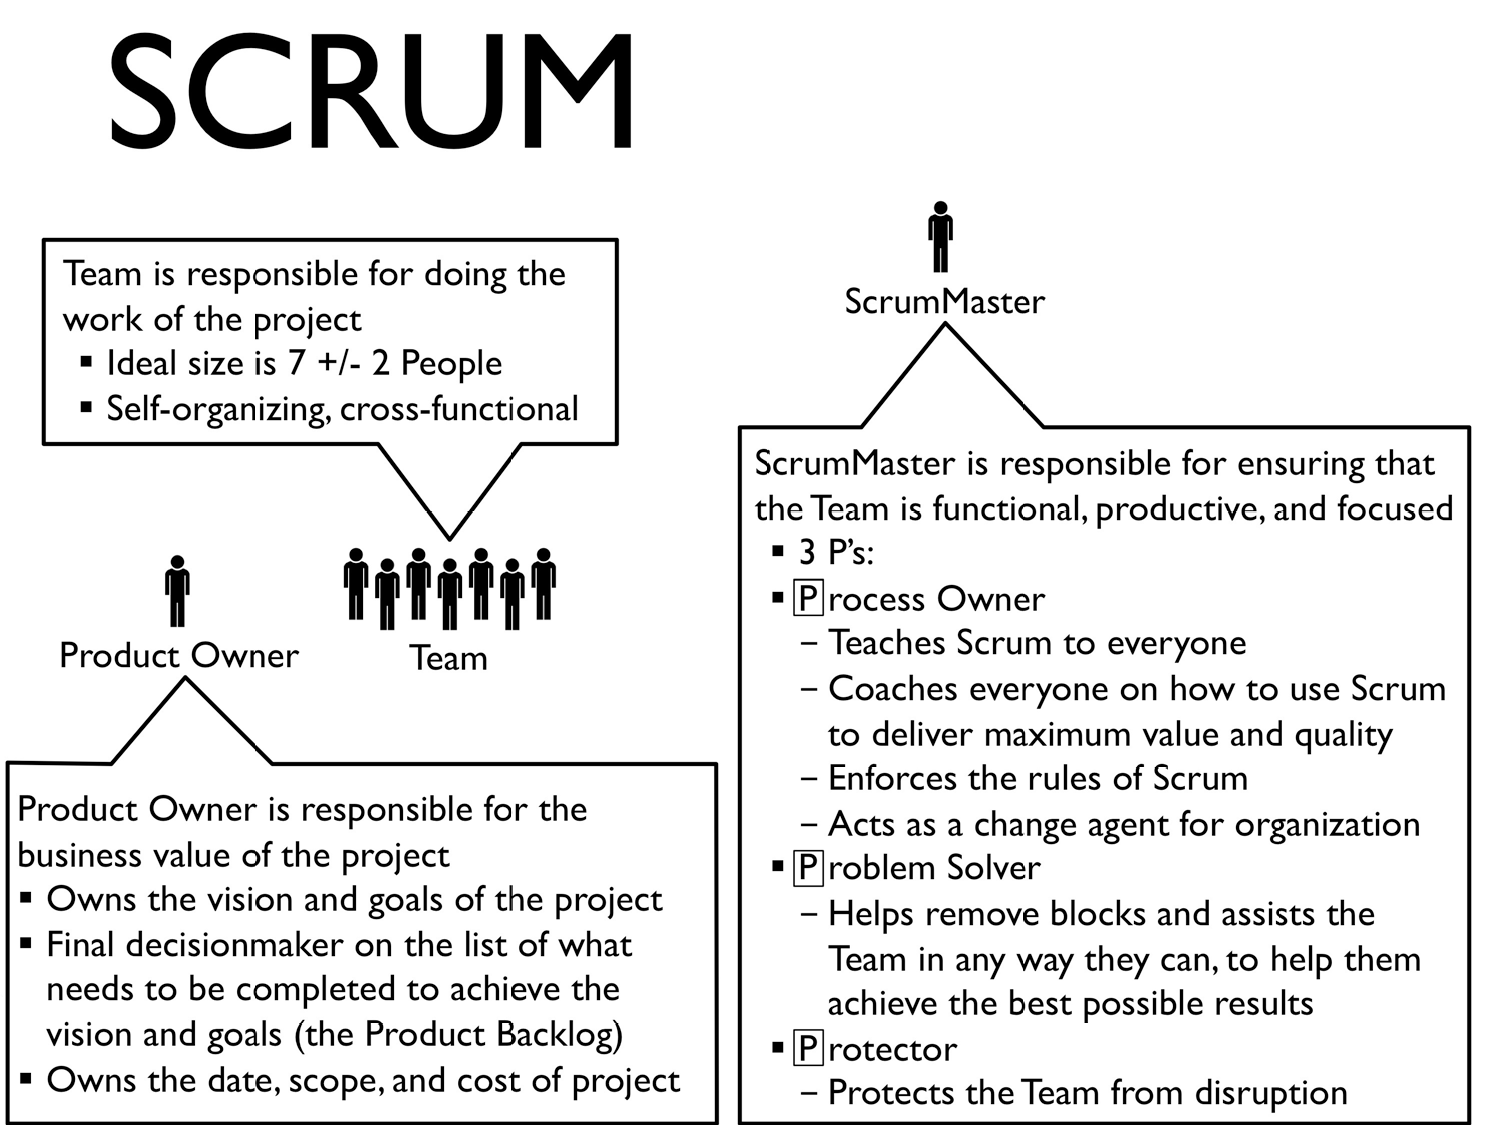 SCRUM
Team is responsible for doing the
work of the project
▪ Ideal size is 7 +/- 2 People
▪ Self-organizing, cross-functional
Product Owner
Team
Product Owner is responsible for the
business value of the project
▪ Owns the vision and goals of the project
▪ Final decisionmaker on the list of what
needs to be completed to achieve the
vision and goals (the Product Backlog)
▪ Owns the date, scope, and cost of project
ScrumMaster
ScrumMaster is responsible for ensuring that
the Team is functional, productive, and focused
▪ 3 P's:
▪ Process Owner
– Teaches Scrum to everyone
– Coaches everyone on how to use Scrum
to deliver maximum value and quality
– Enforces the rules of Scrum
– Acts as a change agent for organization
▪ Problem Solver
– Helps remove blocks and assists the
Team in any way they can, to help them
achieve the best possible results
▪ Protector
– Protects the Team from disruption